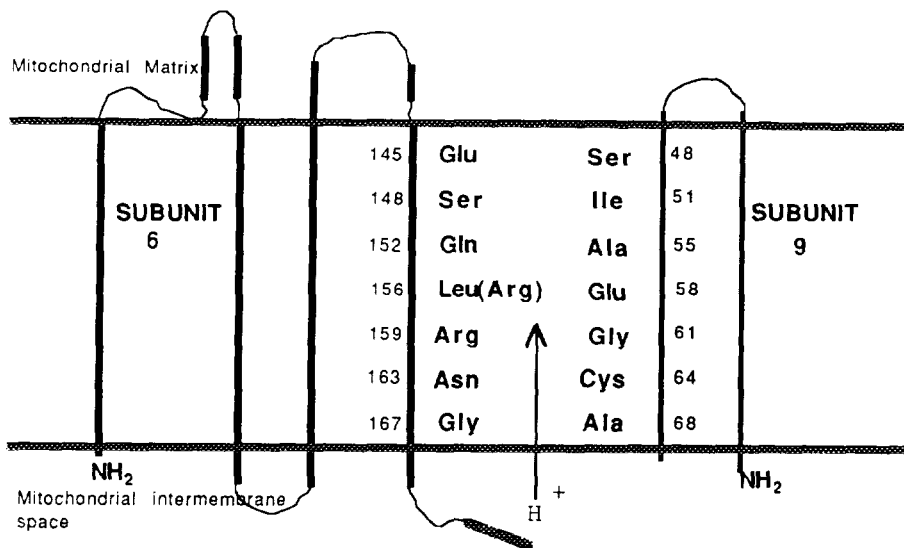 Mitochondrial Matrix
145 Glu Ser 48
148 Ser Ile 51
SUBUNIT 6
SUBUNIT 9
152 Gln Ala 55
156 Leu(Arg) Glu 58
159 Arg Gly 61
163 Asn Cys 64
167 Gly Ala 68
NH2
NH2
Mitochondrial intermembrane
space
H+